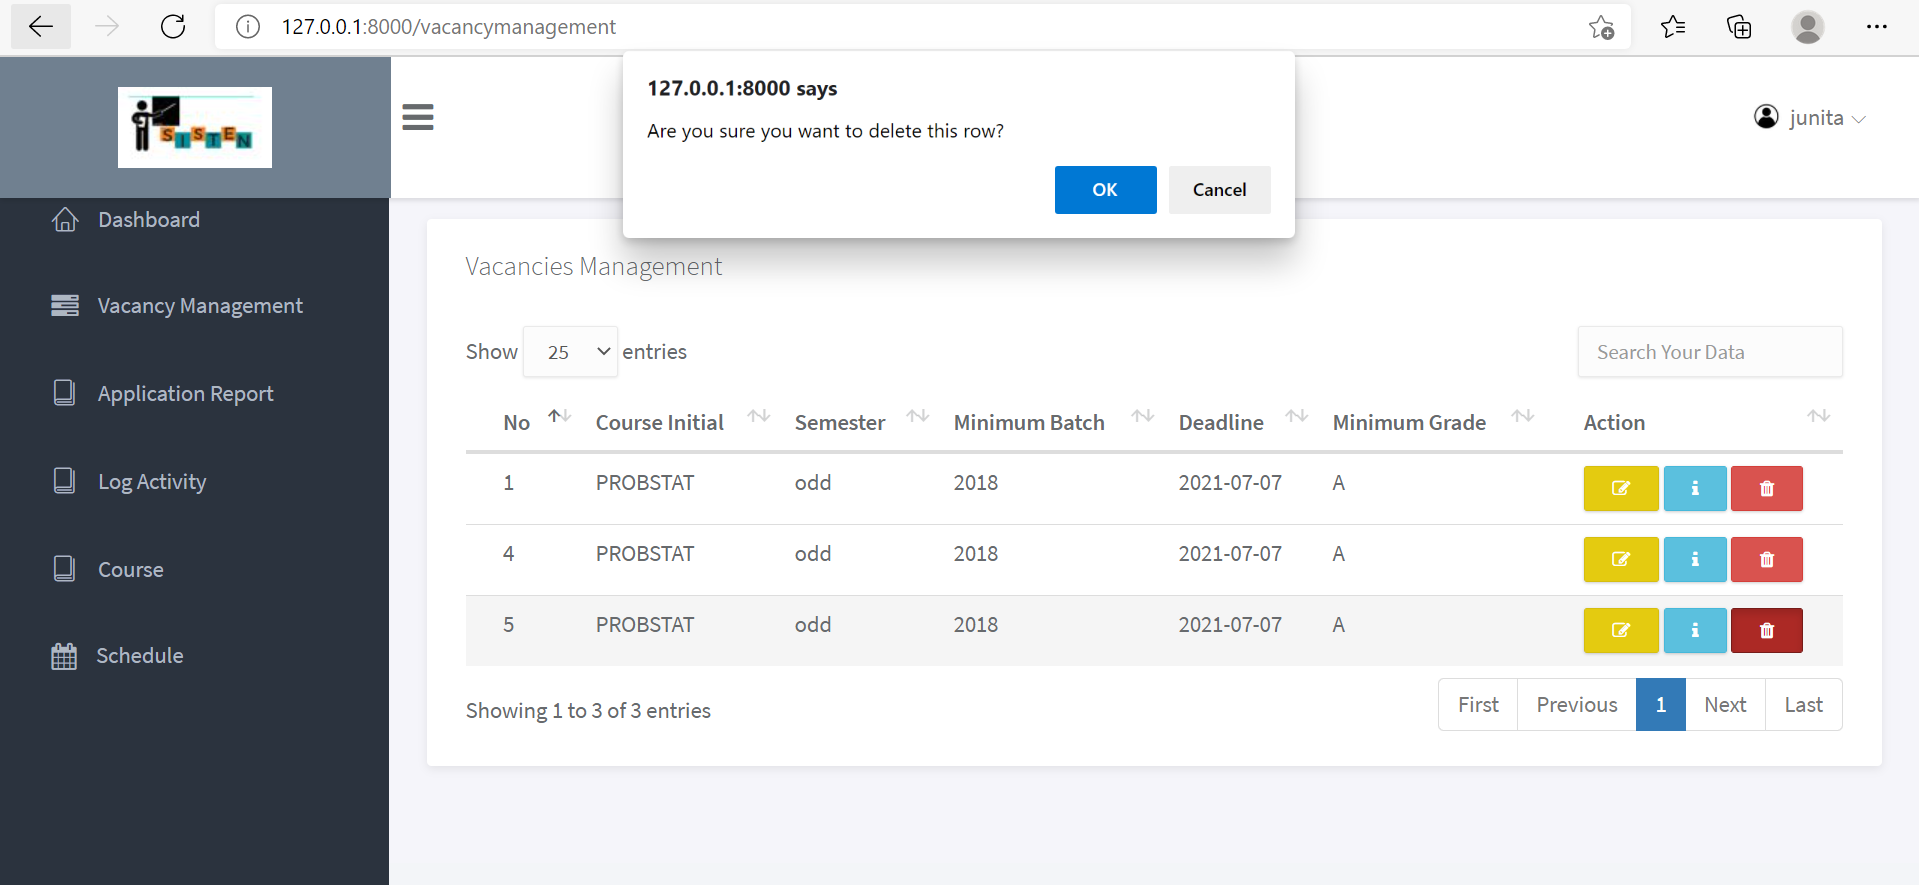 127.0.0.1:8000/vacancymanagement
127.0.0.1:8000 says
Are you sure you want to delete this row?
OK Cancel
SISTEN
junita
Dashboard
Vacancy Management
Application Report
Log Activity
Course
Schedule
Vacancies Management
Show 25 entries
Search Your Data
No Course Initial Semester Minimum Batch Deadline Minimum Grade Action
1 PROBSTAT odd 2018 2021-07-07 A
4 PROBSTAT odd 2018 2021-07-07 A
5 PROBSTAT odd 2018 2021-07-07 A
Showing 1 to 3 of 3 entries
First Previous 1 Next Last